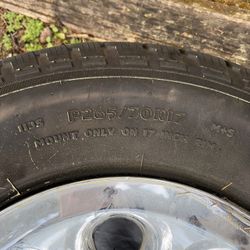 P265/70R17
113S M+S
MOUNT ONLY ON 17 INCH RIM.